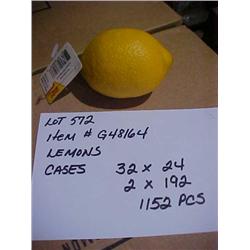 LOT 572
Item # G48164
LEMONS
CASES 32 x 24
2 x 192
1152 PCS